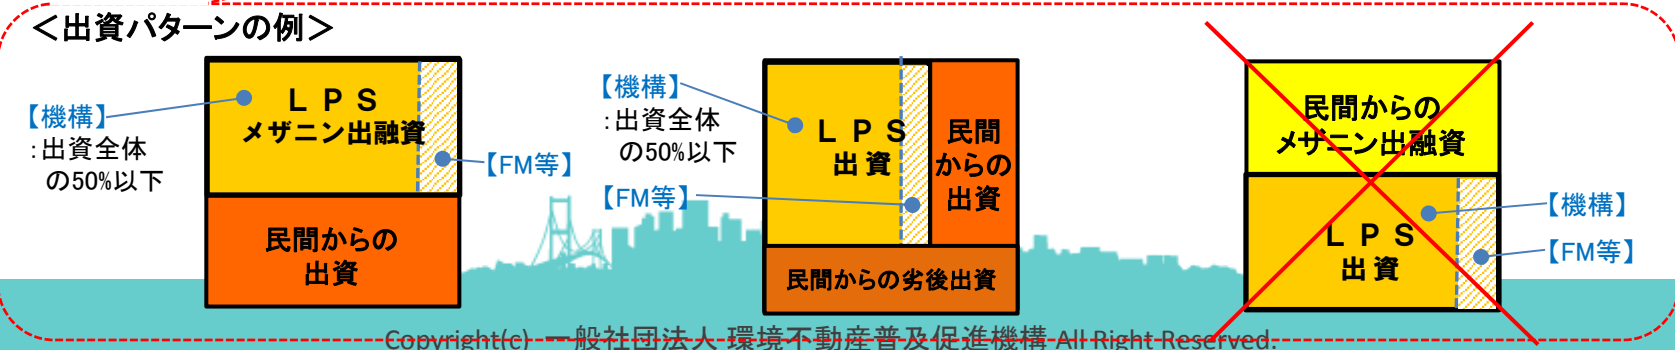 ＜出資パターンの例＞
【機構】
：出資全体
の50%以下
ＬＰＳ
メザニン出融資
【FM等】
民間からの
出資
【機構】
：出資全体
の50%以下
【FM等】
ＬＰＳ
出資
民間
からの
出資
民間からの劣後出資
民間からの
メザニン出融資
ＬＰＳ
出資
【機構】
【FM等】
Copyright(c) 一般社団法人 環境不動産普及促進機構 All Right Reserved.